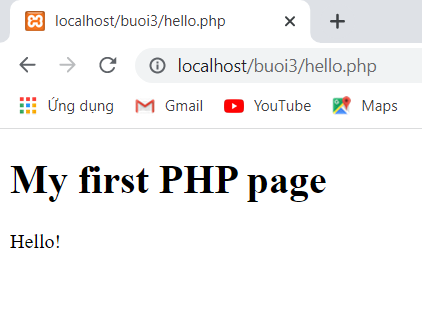 localhost/buoi3/hello.php
localhost/buoi3/hello.php
Ứng dụng Gmail YouTube Maps
My first PHP page
Hello!